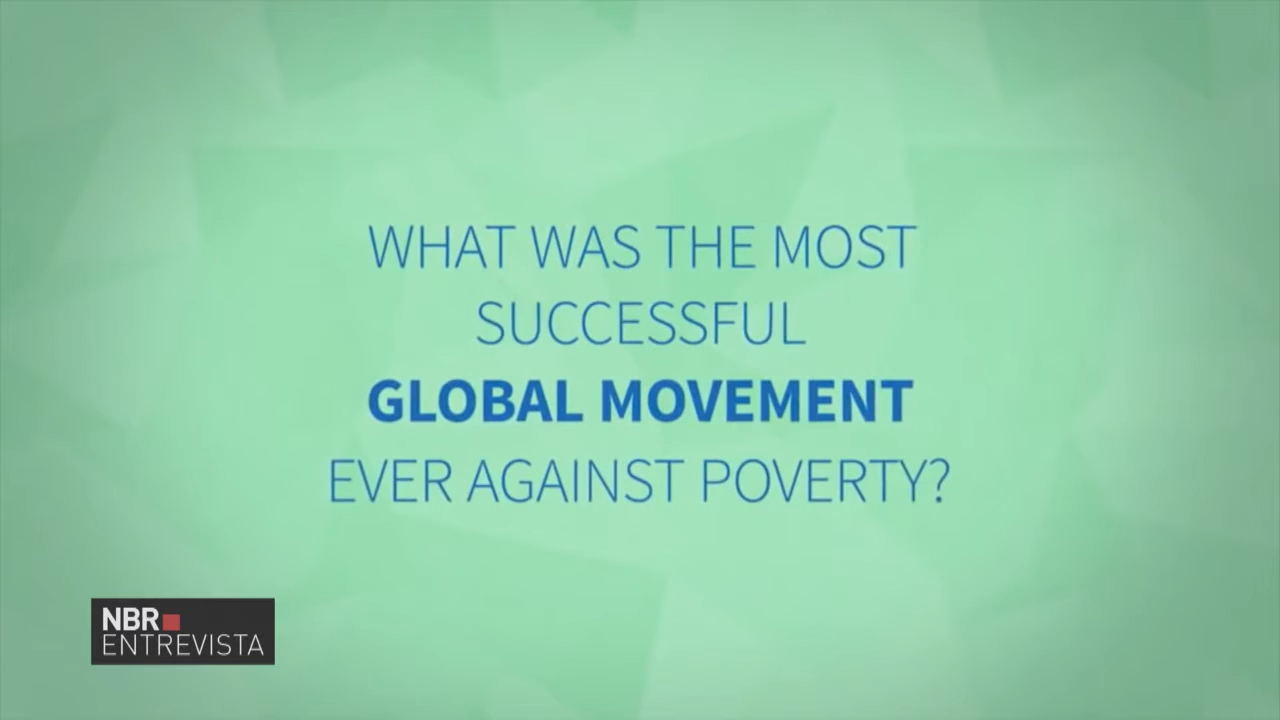 WHAT WAS THE MOST
SUCCESSFUL
GLOBAL MOVEMENT
EVER AGAINST POVERTY?
NBR
ENTREVISTA